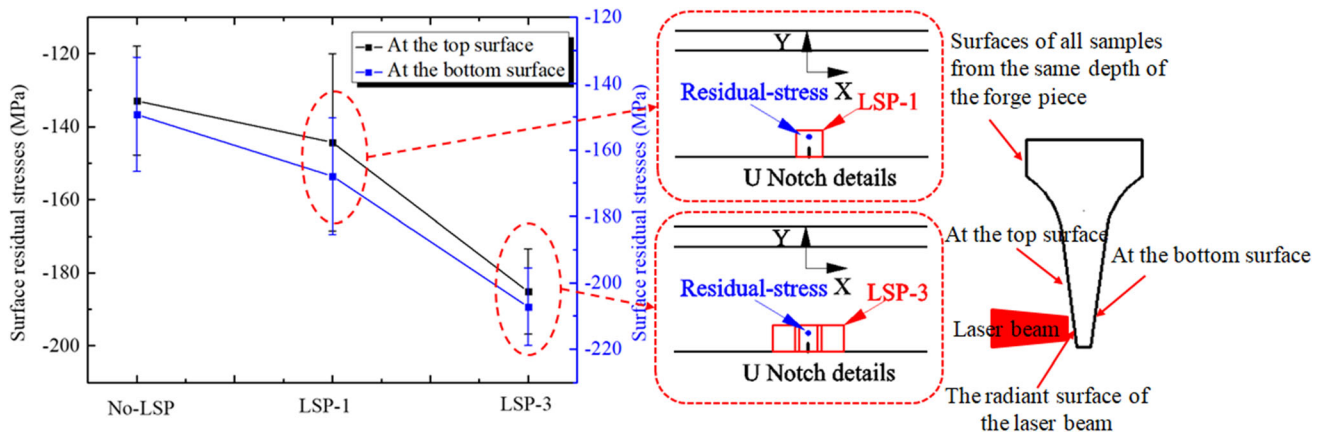 Surface residual stresses (MPa)
-120
-140
-160
-180
-200
No-LSP
LSP-1
LSP-3
At the top surface
At the bottom surface
-120
-140
-160
-180
-200
-220
Surface residual stresses (MPa)
Y
X
Residual-stress
LSP-1
U Notch details
Y
X
Residual-stress
LSP-3
U Notch details
Surfaces of all samples
from the same depth of
the forge piece
At the top surface
At the bottom surface
Laser beam
The radiant surface of
the laser beam